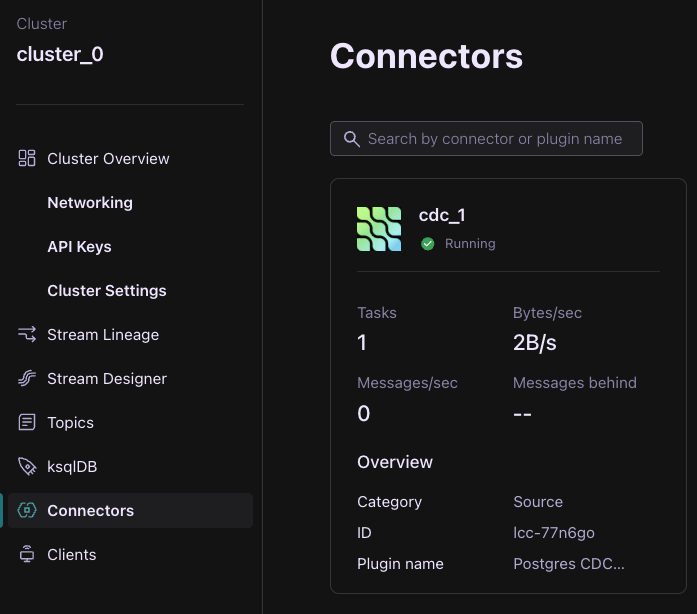 Cluster
cluster_0
Cluster Overview
Networking
API Keys
Cluster Settings
Stream Lineage
Stream Designer
Topics
ksqlDB
Connectors
Clients
Connectors
Search by connector or plugin name
cdc_1
Running
Tasks
Bytes/sec
1
2B/s
Messages/sec
Messages behind
0
--
Overview
Category
Source
ID
lcc-77n6go
Plugin name
Postgres CDC...